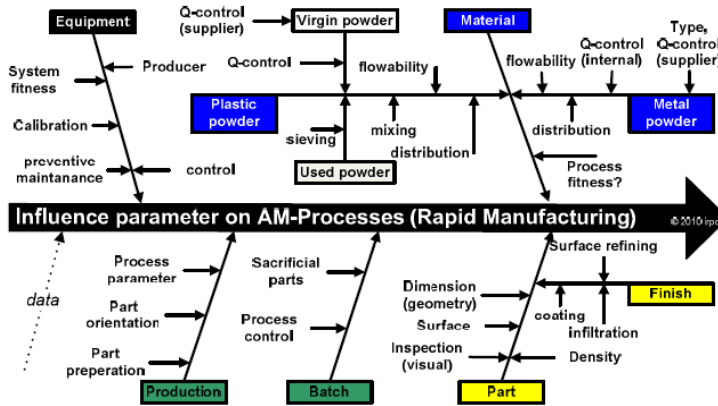 Equipment
Q-control
(supplier)
Virgin powder
Material
Type,
Q-control
(supplier)
Q-control
(internal)
Producer
System
fitness
Q-control
flowability
flowability
Plastic
powder
Metal
powder
Calibration
sieving
mixing
distribution
distribution
preventive
maintanance
control
Used powder
Process
fitness?
Influence parameter on AM-Processes (Rapid Manufacturing)
© 2010 irpd
data
Process
parameter
Part
orientation
Part
preperation
Production
Sacrificial
parts
Process
control
Batch
Dimension
(geometry)
Surface
Inspection
(visual)
Density
Part
Surface refining
Finish
coating
infiltration